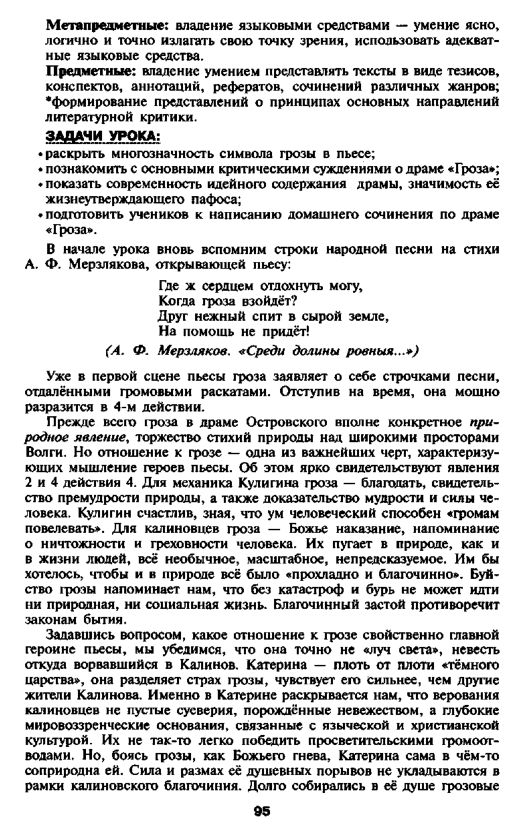 Метапредметные: владение языковыми средствами — умение ясно,
логично и точно излагать свою точку зрения, использовать адекват-
ные языковые средства.
Предметные: владение умением представлять тексты в виде тезисов,
конспектов, аннотаций, рефератов, сочинений различных жанров;
*формирование представлений о принципах основных направлений
литературной критики.
ЗАДАЧИ УРОКА:
• раскрыть многозначность символа грозы в пьесе;
• познакомить с основными критическими суждениями о драме «Гроза»;
• показать современность идейного содержания драмы, значимость её
жизнеутверждающего пафоса;
• подготовить учеников к написанию домашнего сочинения по драме
«Гроза».
В начале урока вновь вспомним строки народной песни на стихи
А. Ф. Мерзлякова, открывающей пьесу:
Где ж сердцем отдохнуть могу,
Когда гроза взойдёт?
Друг нежный спит в сырой земле,
На помощь не придёт!
(А. Ф. Мерзляков. «Среди долины ровныя...»)
Уже в первой сцене пьесы гроза заявляет о себе строчками песни,
отдалёнными громовыми раскатами. Отступив на время, она мощно
разразится в 4-м действии.
Прежде всего гроза в драме Островского вполне конкретное при-
родное явление, торжество стихий природы над широкими просторами
Волги. Но отношение к грозе — одна из важнейших черт, характеризу-
ющих мышление героев пьесы. Об этом ярко свидетельствуют явления
2 и 4 действия 4. Для механика Кулигина гроза — благодать, свидетель-
ство премудрости природы, а также доказательство мудрости и силы че-
ловека. Кулигин счастлив, зная, что ум человеческий способен «громам
повелевать». Для калиновцев гроза — Божье наказание, напоминание
о ничтожности и греховности человека. Их пугает в природе, как и
в жизни людей, всё необычное, масштабное, непредсказуемое. Им бы
хотелось, чтобы и в природе всё было «прохладно и благочинно». Буй-
ство грозы напоминает нам, что без катастроф и бурь не может идти
ни природная, ни социальная жизнь. Благочинный застой противоречит
законам бытия.
Задавшись вопросом, какое отношение к грозе свойственно главной
героине пьесы, мы убедимся, что она точно не «луч света», невесть
откуда ворвавшийся в Калинов. Катерина — плоть от плоти «тёмного
царства», она разделяет страх грозы, чувствует его сильнее, чем другие
жители Калинова. Именно в Катерине раскрывается нам, что верования
калиновцев не пустые суеверия, порождённые невежеством, а глубокие
мировоззренческие основания, связанные с языческой и христианской
культурой. Их не так-то легко победить просветительскими громоот-
водами. Но, боясь грозы, как Божьего гнева, Катерина сама в чём-то
соприродна ей. Сила и размах её душевных порывов не укладываются в
рамки калиновского благочиния. Долго собирались в её душе грозовые
95